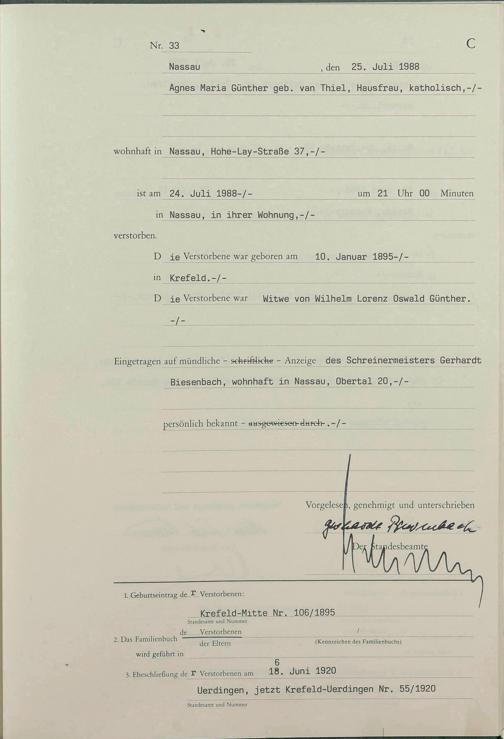 Nr. 33 C
Nassau , den 25. Juli 1988
Agnes Maria Günther geb. van Thiel, Hausfrau, katholisch,-/-
wohnhaft in Nassau, Hohe-Lay-Straße 37,-/-
ist am 24. Juli 1988-/- um 21 Uhr 00 Minuten
in Nassau, in ihrer Wohnung,-/-
verstorben.
D ie Verstorbene war geboren am 10. Januar 1895-/-
in Krefeld.-/-
D ie Verstorbene war Witwe von Wilhelm Lorenz Oswald Günther.
-/-
Eingetragen auf mündliche - schriftliche - Anzeige des Schreinermeisters Gerhardt
Biesenbach, wohnhaft in Nassau, Obertal 20,-/-
persönlich bekannt - ausgewiesen durch .-/-
Vorgelesen, genehmigt und unterschrieben
Gerhardt Biesenbach
Der Standesbeamte
1. Geburtseintrag de r Verstorbenen:
Krefeld-Mitte Nr. 106/1895
Standesamt und Nummer
2. Das Familienbuch de Verstorbenen /
der Eltern (Kennzeichen des Familienbuchs)
wird geführt in
6
3. Eheschließung de r Verstorbenen am 18. Juni 1920
Uerdingen, jetzt Krefeld-Uerdingen Nr. 55/1920
Standesamt und Nummer